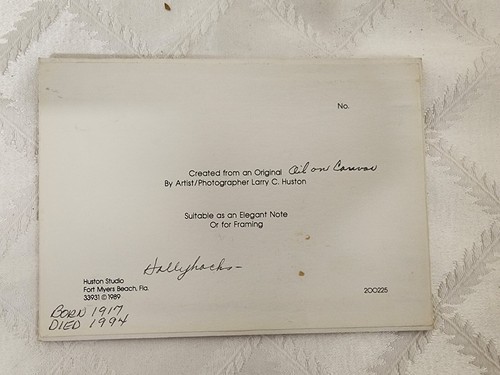 No.
Created from an Original Oil on Canvas
By Artist/Photographer Larry C. Huston
Suitable as an Elegant Note
Or for Framing
Hollyhocks-
Huston Studio
Fort Myers Beach, Fla.
33931 © 1989
200225
BORN 1917
DIED 1994